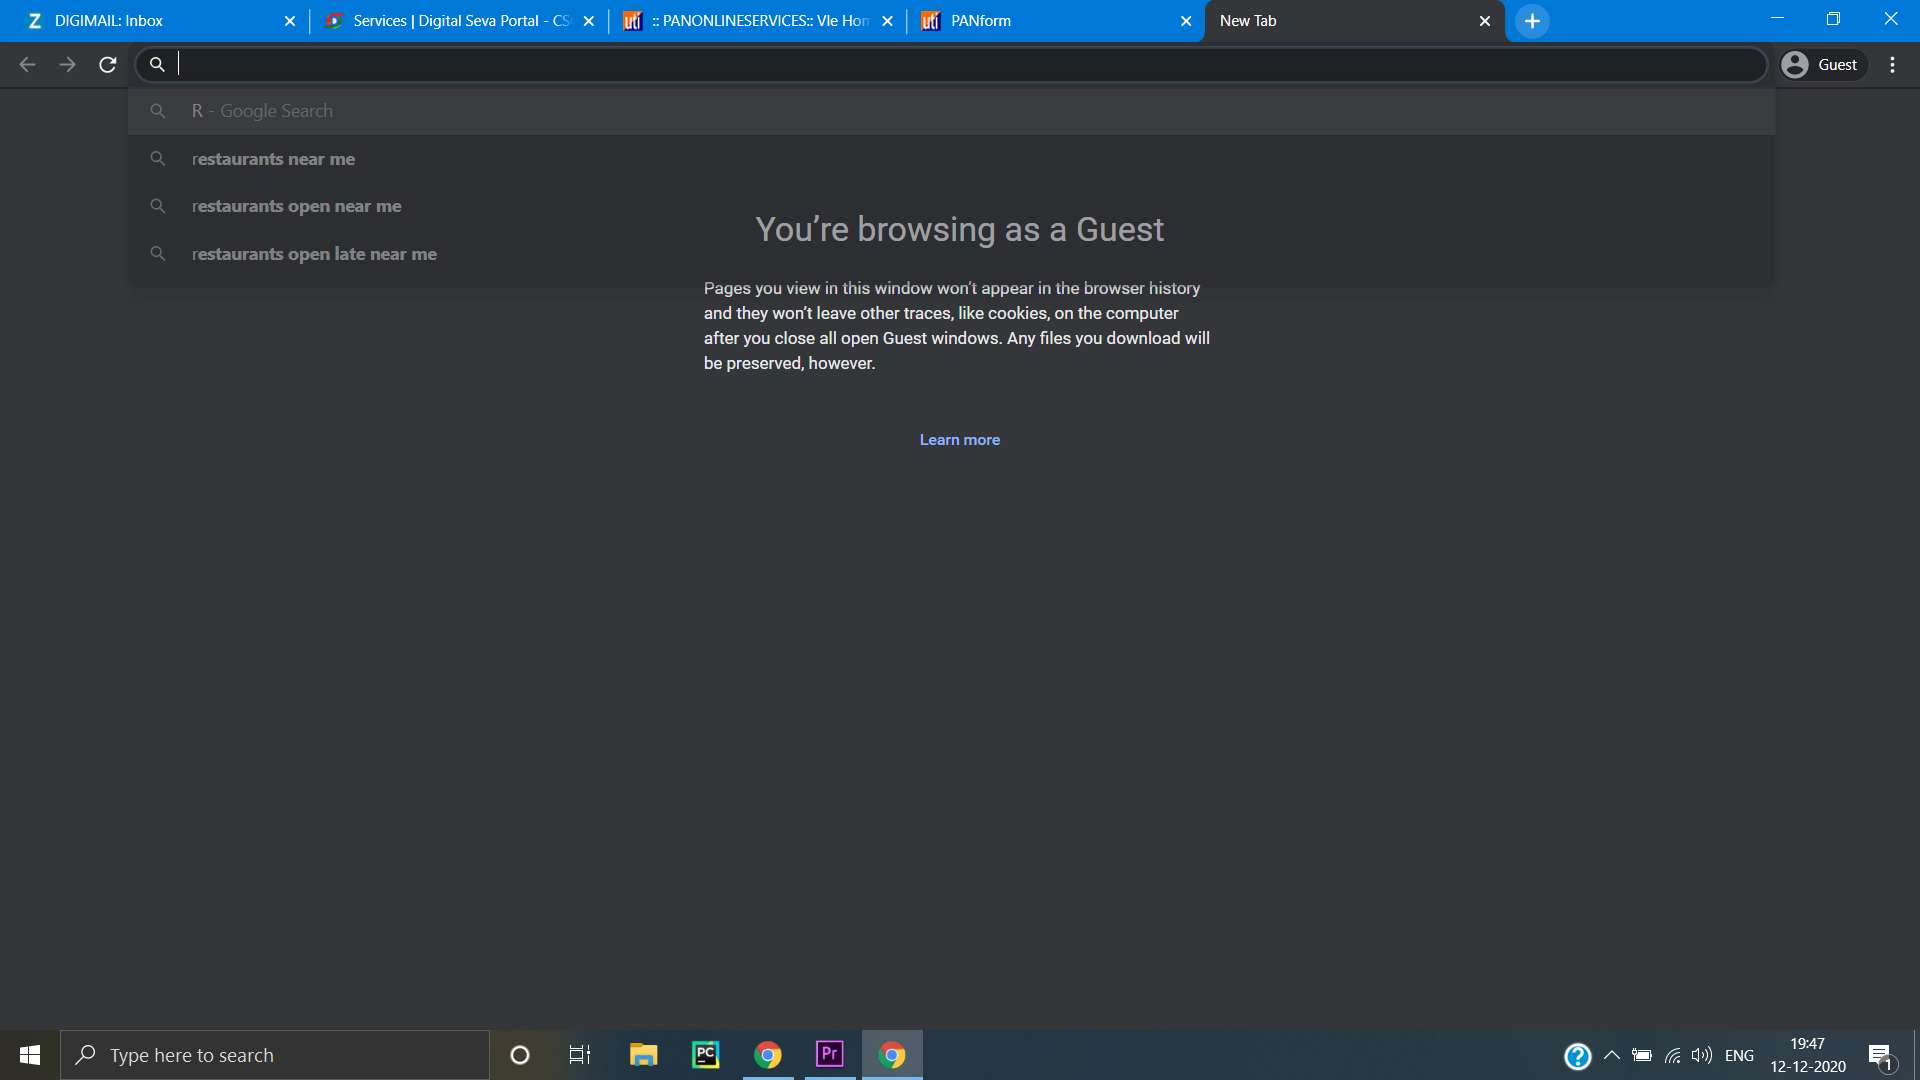 DIGIMAIL: Inbox
Services | Digital Seva Portal - CS
:: PANONLINESERVICES:: Vle Hom
PANform
New Tab
Guest
R - Google Search
restaurants near me
restaurants open near me
restaurants open late near me
You're browsing as a Guest
Pages you view in this window won't appear in the browser history
and they won't leave other traces, like cookies, on the computer
after you close all open Guest windows. Any files you download will
be preserved, however.
Learn more
Type here to search
PC
Pr
ENG
19:47
12-12-2020
1